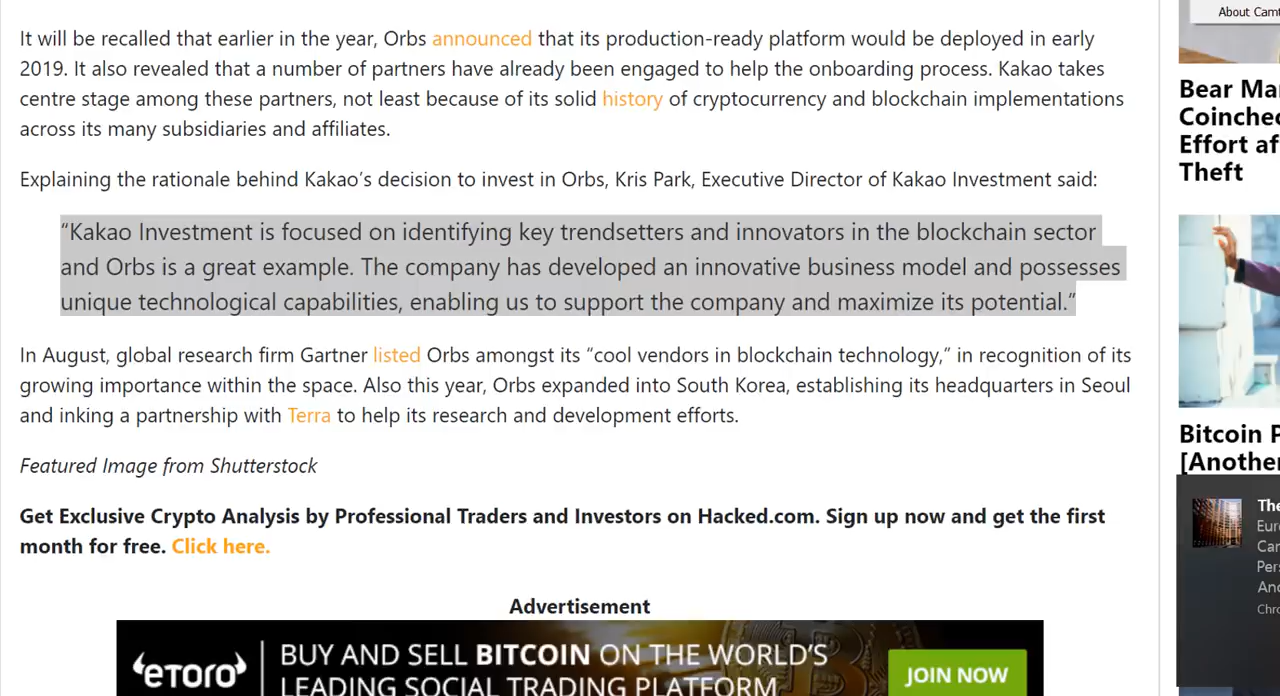 It will be recalled that earlier in the year, Orbs announced that its production-ready platform would be deployed in early
2019. It also revealed that a number of partners have already been engaged to help the onboarding process. Kakao takes
centre stage among these partners, not least because of its solid history of cryptocurrency and blockchain implementations
across its many subsidiaries and affiliates.
Explaining the rationale behind Kakao’s decision to invest in Orbs, Kris Park, Executive Director of Kakao Investment said:
“Kakao Investment is focused on identifying key trendsetters and innovators in the blockchain sector
and Orbs is a great example. The company has developed an innovative business model and possesses
unique technological capabilities, enabling us to support the company and maximize its potential.”
In August, global research firm Gartner listed Orbs amongst its “cool vendors in blockchain technology,” in recognition of its
growing importance within the space. Also this year, Orbs expanded into South Korea, establishing its headquarters in Seoul
and inking a partnership with Terra to help its research and development efforts.
Featured Image from Shutterstock
Get Exclusive Crypto Analysis by Professional Traders and Investors on Hacked.com. Sign up now and get the first
month for free. Click here.
Advertisement
eTORO
BUY AND SELL BITCOIN ON THE WORLD’S
LEADING SOCIAL TRADING PLATFORM
JOIN NOW
About
Bear
Effort
Theft
Bitcoin